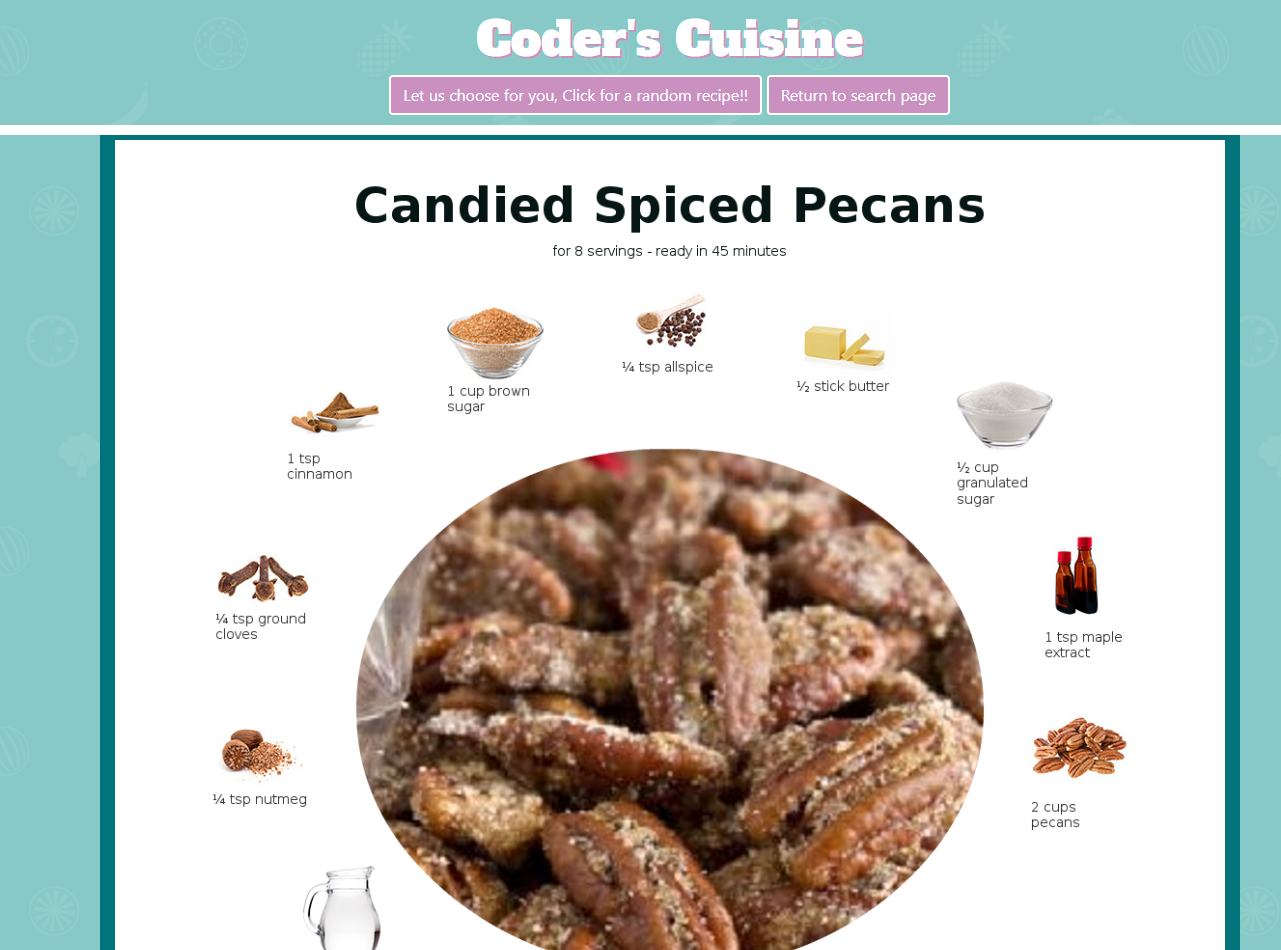 Coder's Cuisine
Let us choose for you, Click for a random recipe!!
Return to search page
Candied Spiced Pecans
for 8 servings - ready in 45 minutes
¼ tsp allspice
1 cup brown
sugar
½ stick butter
1 tsp
cinnamon
½ cup
granulated
sugar
¼ tsp ground
cloves
1 tsp maple
extract
¼ tsp nutmeg
2 cups
pecans